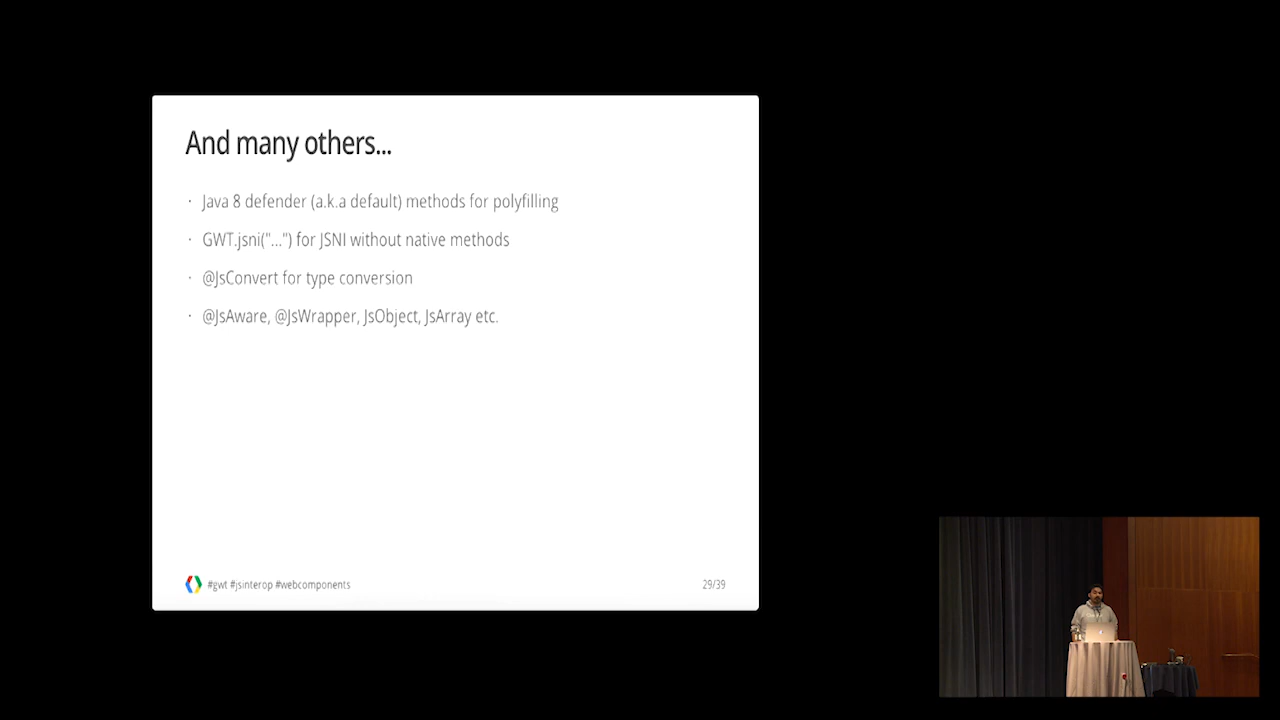 And many others...
· Java 8 defender (a.k.a default) methods for polyfilling
· GWT.jsni("...") for JSNI without native methods
· @JsConvert for type conversion
· @JsAware, @JsWrapper, JsObject, JsArray etc.
#gwt #jsinterop #webcomponents
29/39